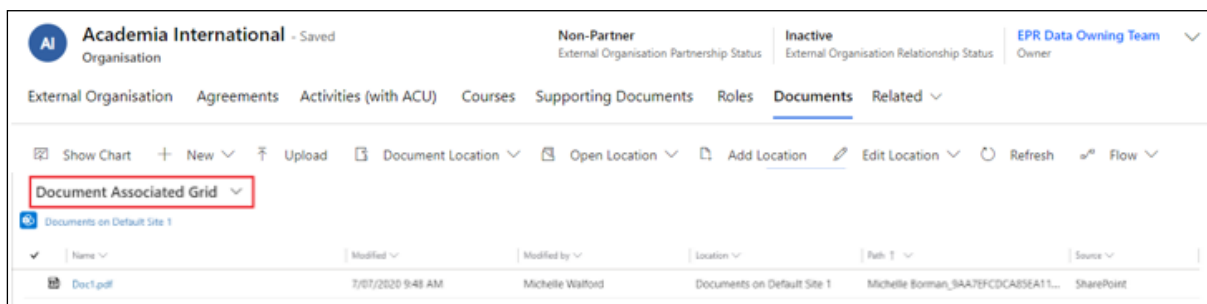 AI Academia International - Saved Non-Partner Inactive EPR Data Owning Team
Organisation External Organisation Partnership Status External Organisation Relationship Status Owner
External Organisation Agreements Activities (with ACU) Courses Supporting Documents Roles Documents Related
Show Chart New Upload Document Location Open Location Add Location Edit Location Refresh Flow
Document Associated Grid
Documents on Default Site 1
Name Modified Modified by Location Path Source
Doc1.pdf 7/07/2020 9:48 AM Michelle Walford Documents on Default Site 1 Michelle Borman_9AA7EFCDCA85EA11... SharePoint